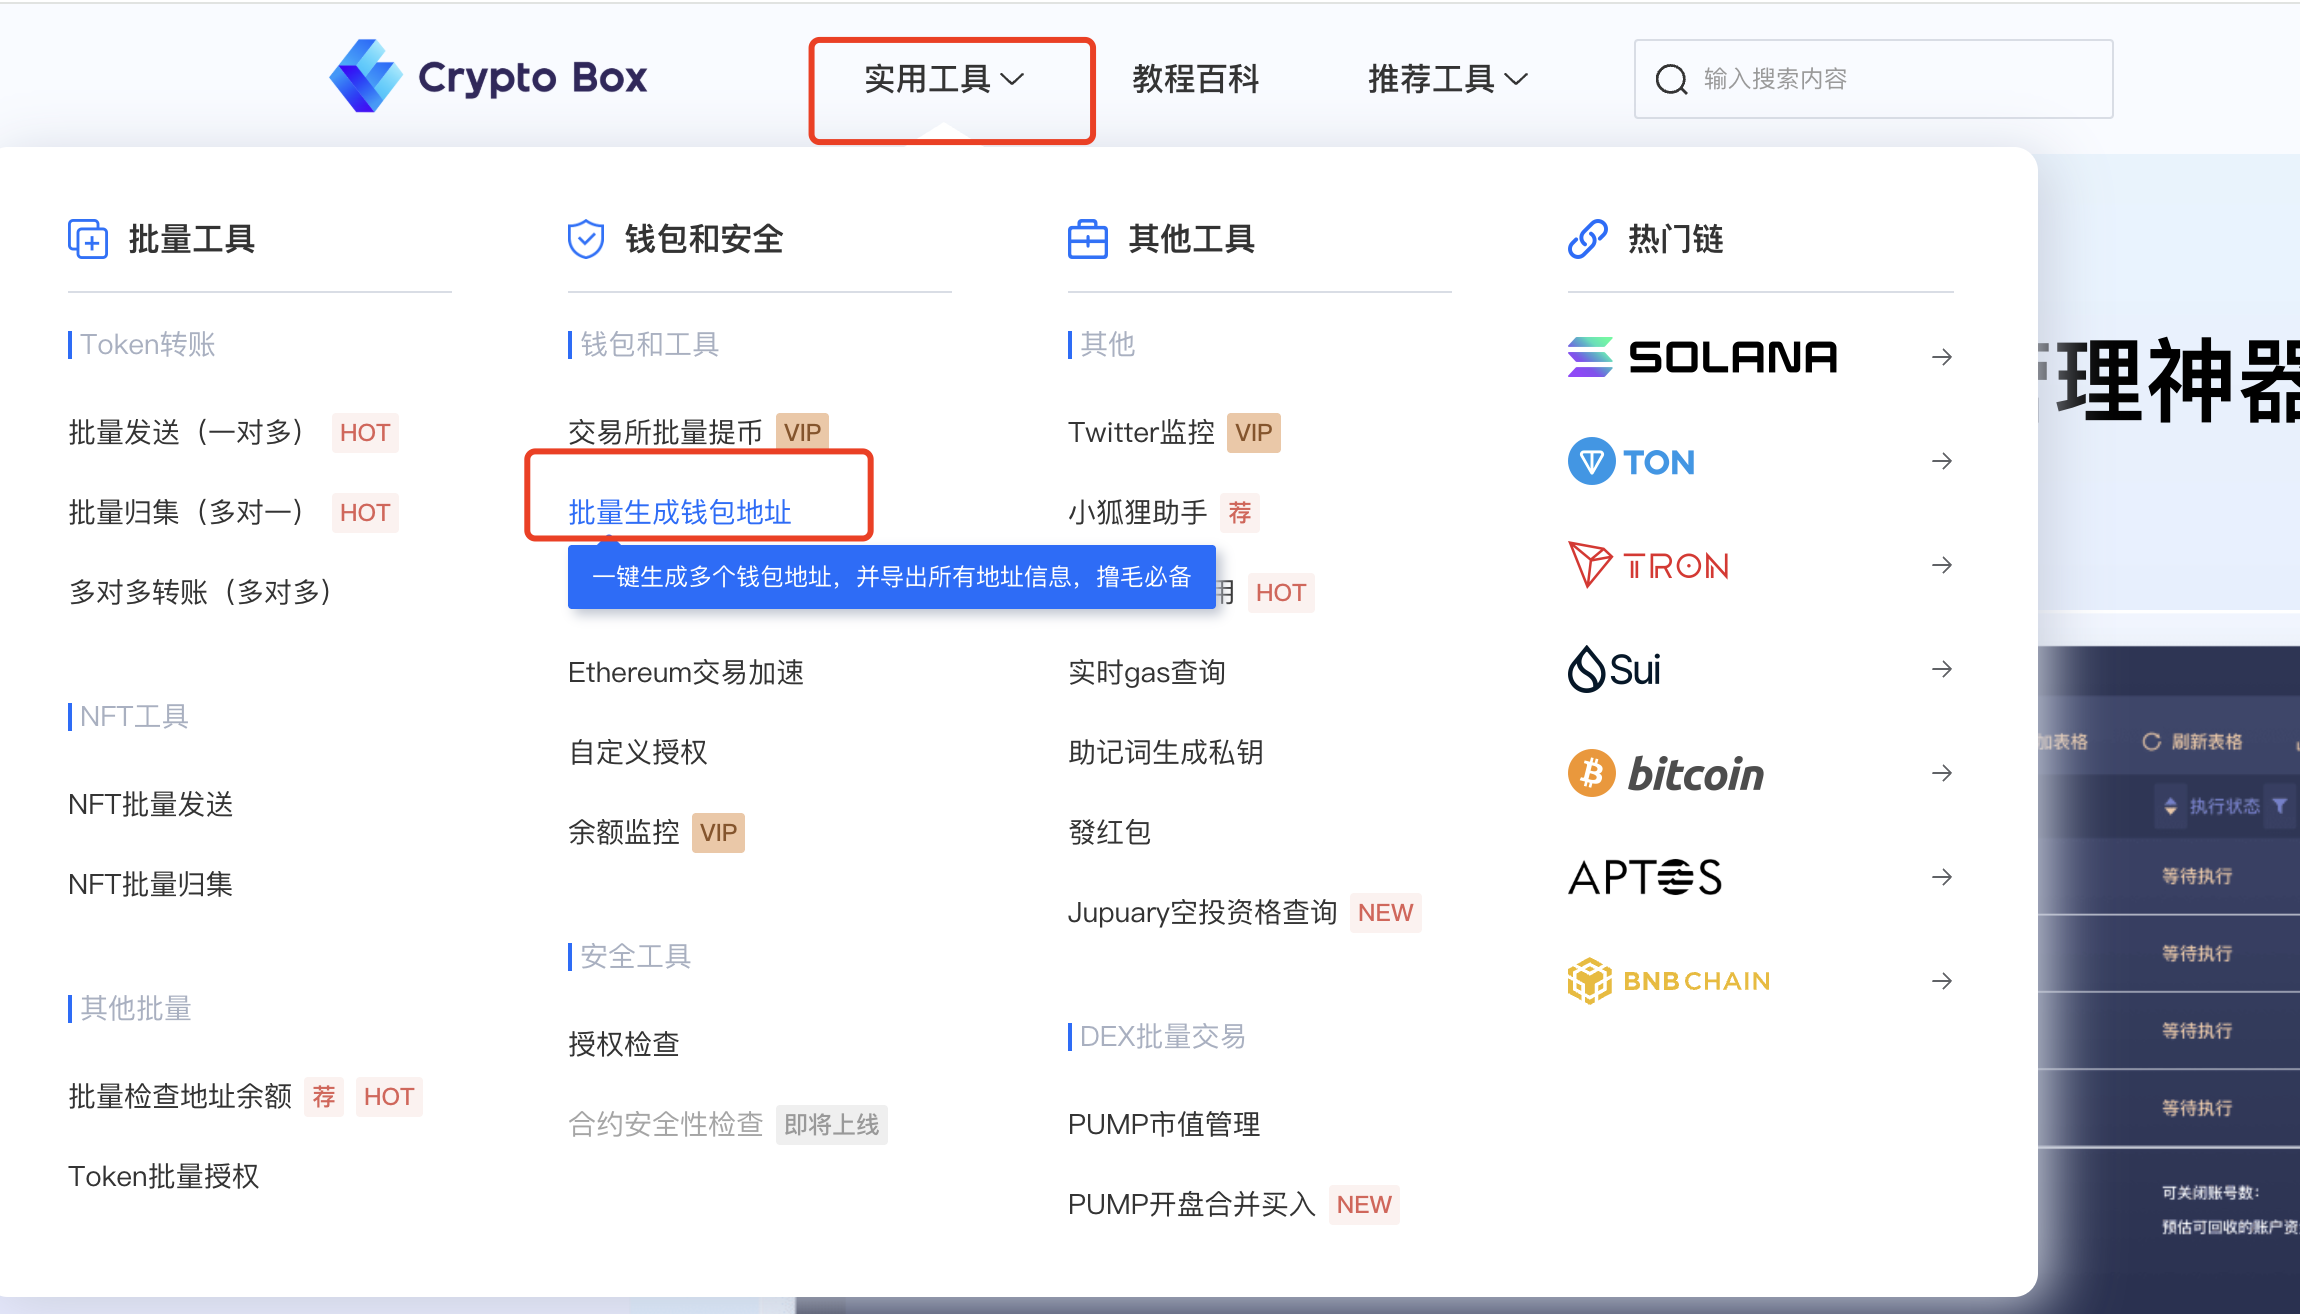 Crypto Box
实用工具
教程百科
推荐工具
输入搜索内容
批量工具
Token转账
批量发送（一对多） HOT
批量归集（多对一） HOT
多对多转账（多对多）
NFT工具
NFT批量发送
NFT批量归集
其他批量
批量检查地址余额 荐 HOT
Token批量授权
钱包和安全
钱包和工具
交易所批量提币 VIP
批量生成钱包地址
一键生成多个钱包地址，并导出所有地址信息，撸毛必备
Ethereum交易加速
自定义授权
余额监控 VIP
安全工具
授权检查
合约安全性检查 即将上线
其他工具
其他
Twitter监控 VIP
小狐狸助手 荐
用 HOT
实时gas查询
助记词生成私钥
發红包
Jupuary空投资格查询 NEW
DEX批量交易
PUMP市值管理
PUMP开盘合并买入 NEW
热门链
SOLANA
TON
TRON
Sui
bitcoin
APTOS
BNB CHAIN
理神器
加表格 刷新表格
执行状态
等待执行
等待执行
等待执行
等待执行
可关闭账号数：
预估可回收的账户资